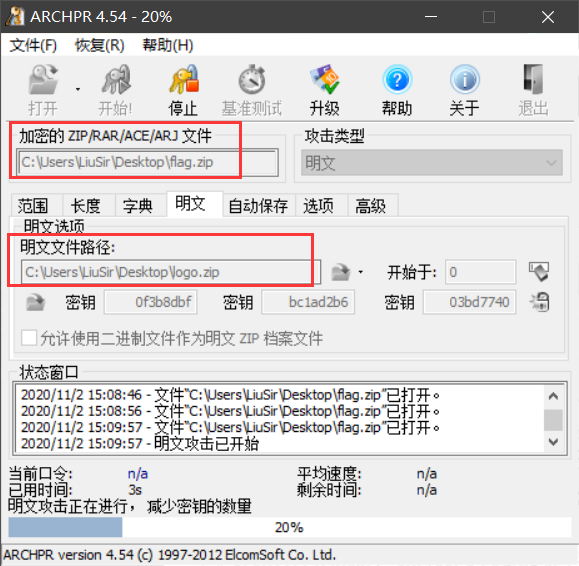 ARCHPR 4.54 - 20%
文件(F) 恢复(R) 帮助(H)
打开 开始! 停止 基准测试 升级 帮助 关于 退出
加密的 ZIP/RAR/ACE/ARJ 文件
C:\Users\LiuSir\Desktop\flag.zip
攻击类型
明文
范围 长度 字典 明文 自动保存 选项 高级
明文选项
明文文件路径:
C:\Users\LiuSir\Desktop\logo.zip
开始于: 0
密钥 0f3b8dbf 密钥 bc1ad2b6 密钥 03bd7740
允许使用二进制文件作为明文 ZIP 档案文件
状态窗口
2020/11/2 15:08:46 - 文件“C:\Users\LiuSir\Desktop\flag.zip”已打开。
2020/11/2 15:08:56 - 文件“C:\Users\LiuSir\Desktop\flag.zip”已打开。
2020/11/2 15:09:57 - 文件“C:\Users\LiuSir\Desktop\flag.zip”已打开。
2020/11/2 15:09:57 - 明文攻击已开始
当前口令: n/a 平均速度: n/a
已用时间: 3s 剩余时间: n/a
明文攻击正在进行，减少密钥的数量
20%
ARCHPR version 4.54 (c) 1997-2012 ElcomSoft Co. Ltd.